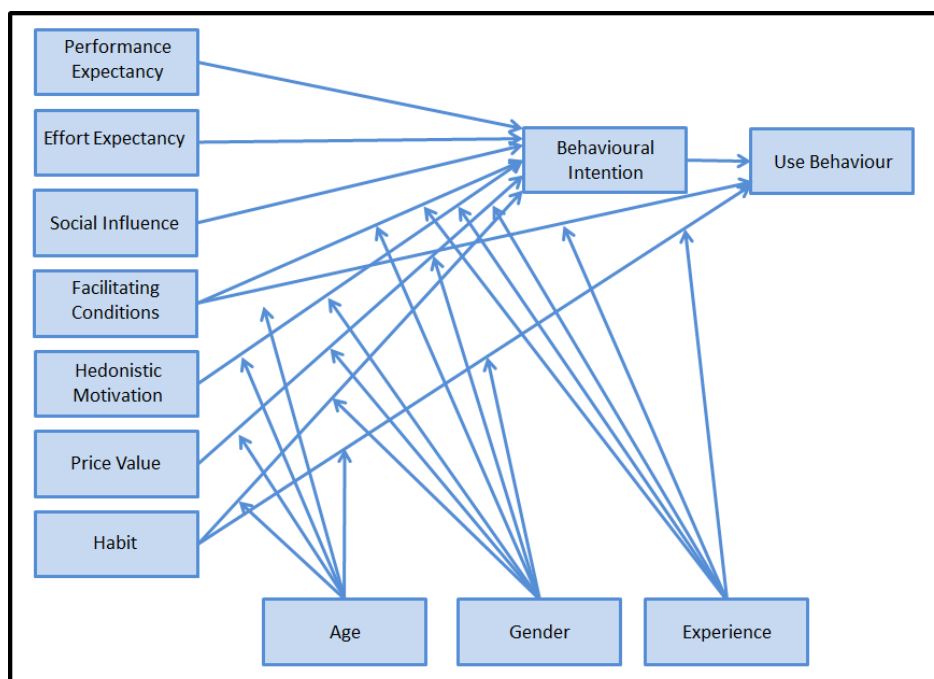 Performance
Expectancy
Effort Expectancy
Social Influence
Facilitating
Conditions
Hedonistic
Motivation
Price Value
Habit
Behavioural
Intention
Use Behaviour
Age
Gender
Experience